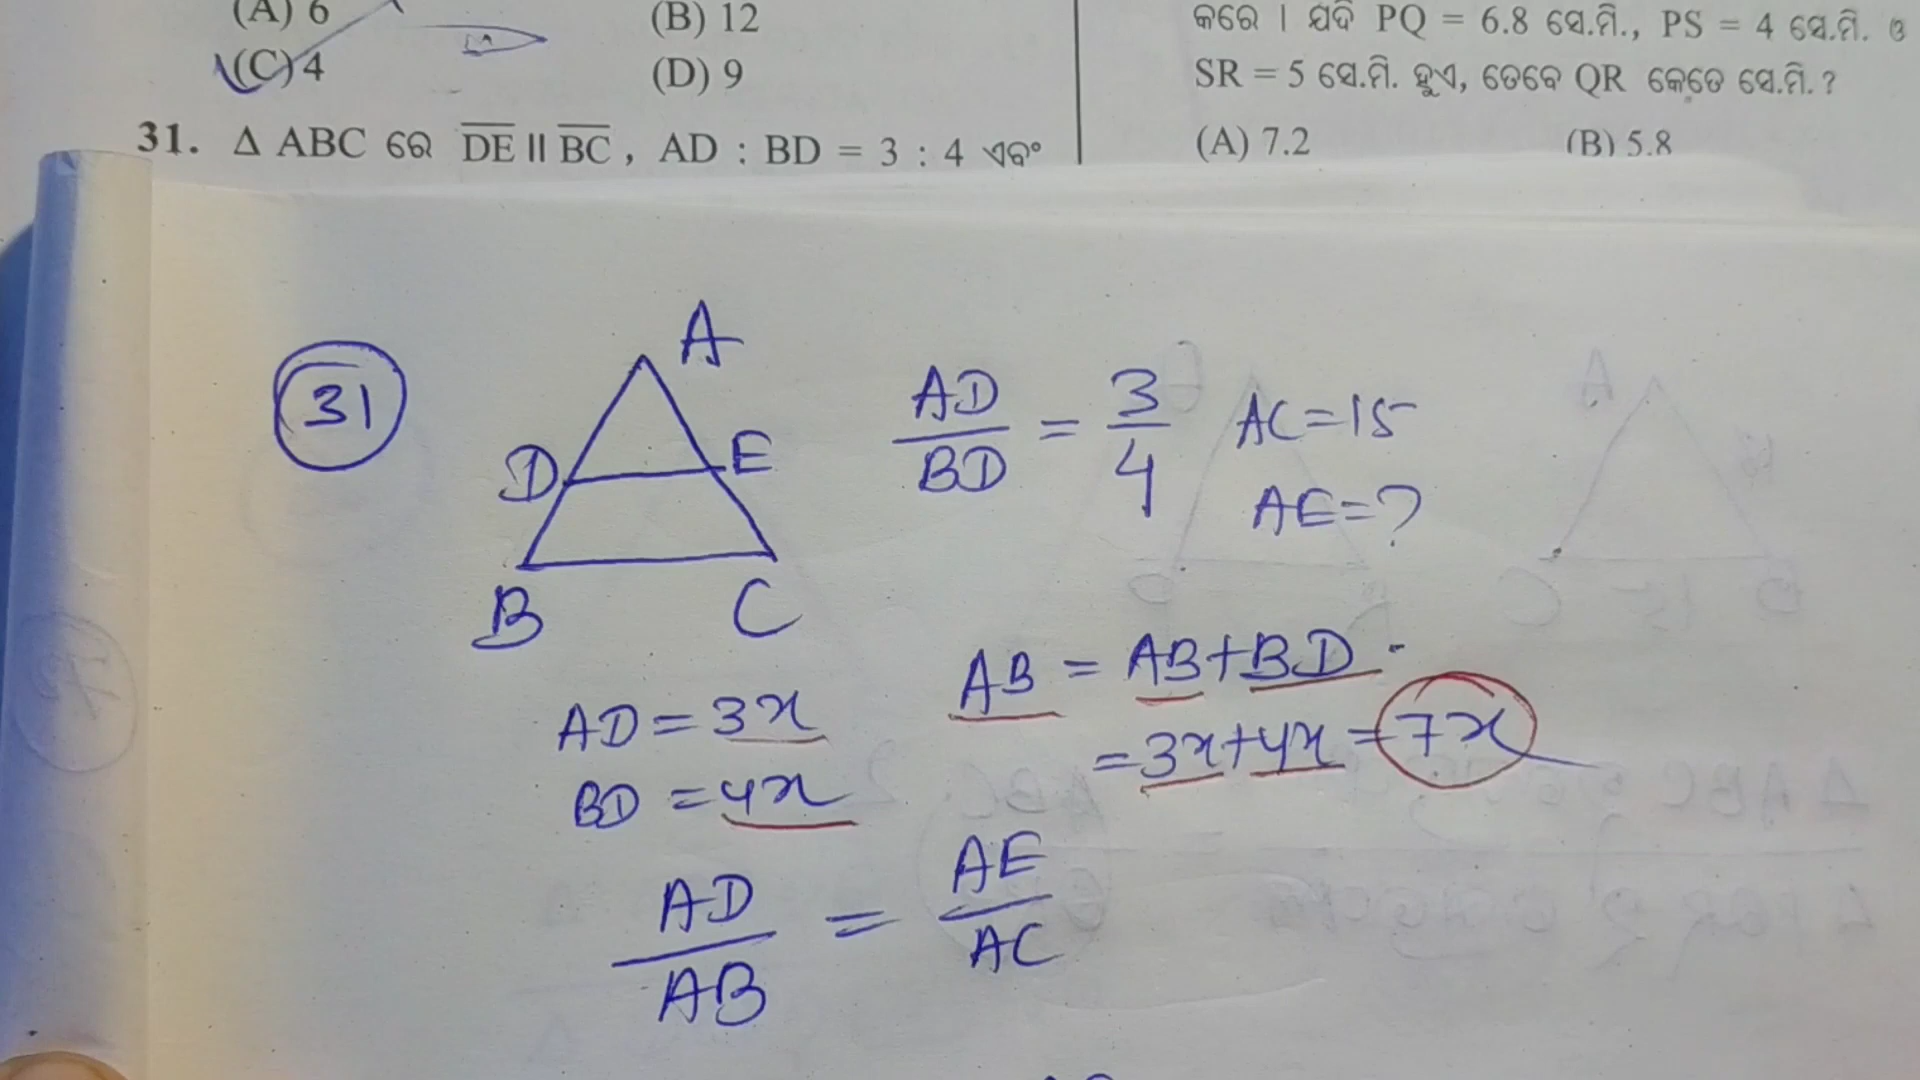 (A) 6
(B) 12
(C) 4
(D) 9
31. Δ ABC ରେ DE || BC , AD : BD = 3 : 4 ଏବଂ
କରେ । ଯଦି PQ = 6.8 ସେ.ମି., PS = 4 ସେ.ମି. ଓ
SR = 5 ସେ.ମି. ହୁଏ, ତେବେ QR କେତେ ସେ.ମି. ?
(A) 7.2
(B) 5.8
31
A
D
E
B
C
AD/BD = 3/4
AC=15
AE=?
AD=3x
BD=4x
AB = AB+BD
=3x+4x=7x
AD/AB = AE/AC